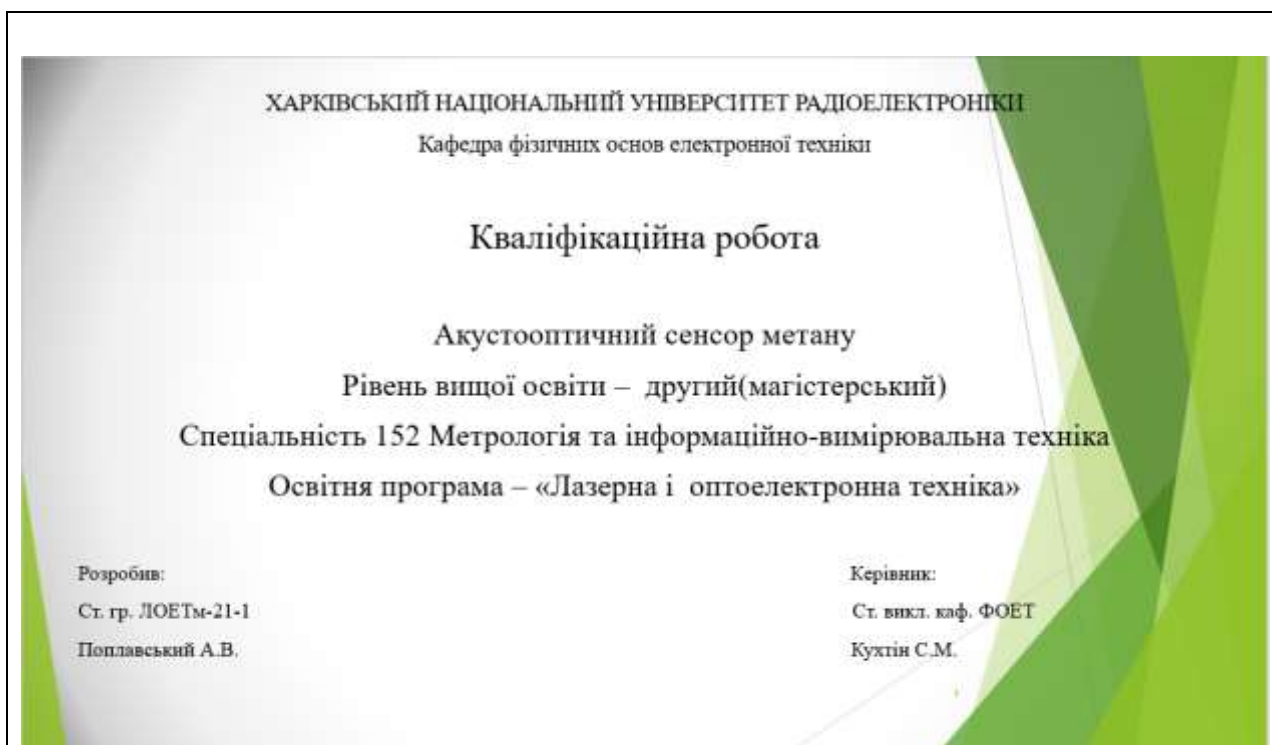 ХАРКІВСЬКИЙ НАЦІОНАЛЬНИЙ УНІВЕРСИТЕТ РАДІОЕЛЕКТРОНІКИ
Кафедра фізичних основ електронної техніки
Кваліфікаційна робота
Акустооптичний сенсор метану
Рівень вищої освіти – другий(магістерський)
Спеціальність 152 Метрологія та інформаційно-вимірювальна техніка
Освітня програма – «Лазерна і оптоелектронна техніка»
Розробив:
Ст. гр. ЛОЕТм-21-1
Поплавський А.В.
Керівник:
Ст. викл. каф. ФОЕТ
Кухтін С.М.